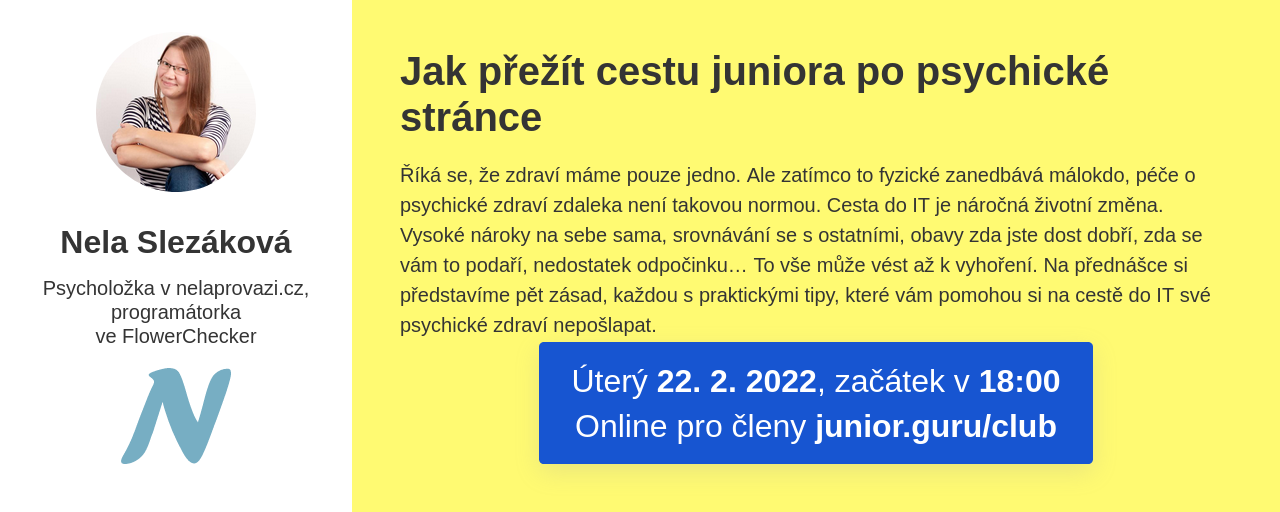 Nela Slezáková
Psycholožka v nelaprovazi.cz,
programátorka
ve FlowerChecker
N
Jak přežít cestu juniora po psychické
stránce
Říká se, že zdraví máme pouze jedno. Ale zatímco to fyzické zanedbává málokdo, péče o
psychické zdraví zdaleka není takovou normou. Cesta do IT je náročná životní změna.
Vysoké nároky na sebe sama, srovnávání se s ostatními, obavy zda jste dost dobří, zda se
vám to podaří, nedostatek odpočinku… To vše může vést až k vyhoření. Na přednášce si
představíme pět zásad, každou s praktickými tipy, které vám pomohou si na cestě do IT své
psychické zdraví nepošlapat.
Úterý 22. 2. 2022, začátek v 18:00
Online pro členy junior.guru/club